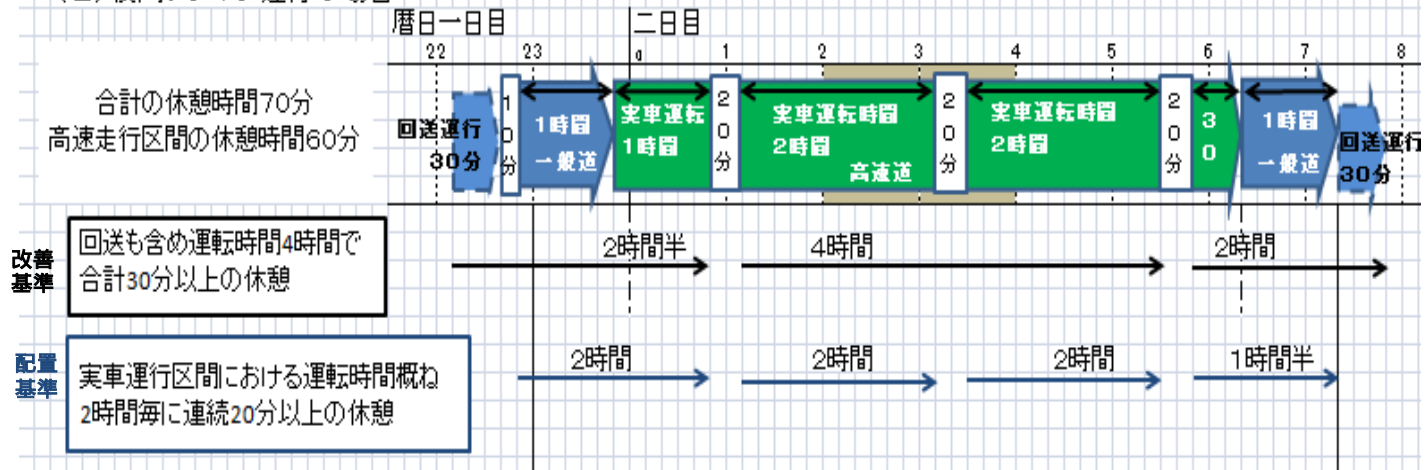 暦日一日目
二日目
22 23 0 1 2 3 4 5 6 7 8
合計の休憩時間70分
高速走行区間の休憩時間60分
回送運行
30分
10分
1時間
一般道
実車運転
1時間
20分
実車運転時間
2時間
高速道
20分
実車運転時間
2時間
20分
30
1時間
一般道
回送運行
30分
改善
基準
回送も含め運転時間4時間で
合計30分以上の休憩
2時間半
4時間
2時間
配置
基準
実車運行区間における運転時間概ね
2時間毎に連続20分以上の休憩
2時間
2時間
2時間
1時間半